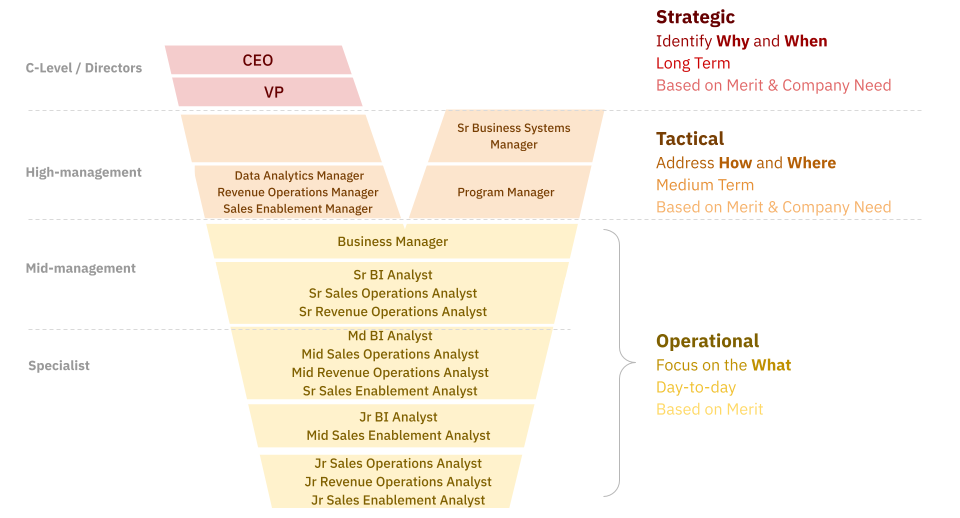 Strategic
Identify Why and When
Long Term
Based on Merit & Company Need
C-Level / Directors
CEO
VP
High-management
Sr Business Systems
Manager
Data Analytics Manager
Revenue Operations Manager
Sales Enablement Manager
Program Manager
Tactical
Address How and Where
Medium Term
Based on Merit & Company Need
Mid-management
Business Manager
Sr BI Analyst
Sr Sales Operations Analyst
Sr Revenue Operations Analyst
Specialist
Md BI Analyst
Mid Sales Operations Analyst
Mid Revenue Operations Analyst
Sr Sales Enablement Analyst
Jr BI Analyst
Mid Sales Enablement Analyst
Jr Sales Operations Analyst
Jr Revenue Operations Analyst
Jr Sales Enablement Analyst
Operational
Focus on the What
Day-to-day
Based on Merit